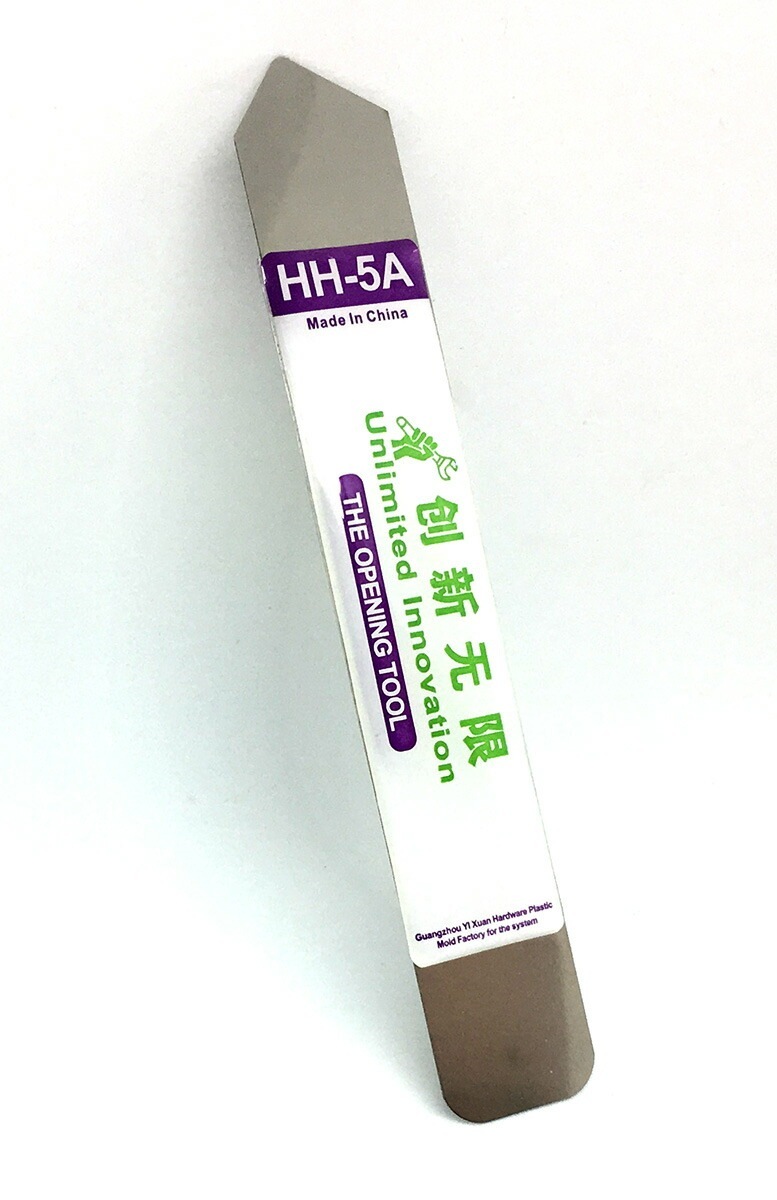 HH-5A
Made In China
创新无限
Unlimited Innovation
THE OPENING TOOL
Guangzhou YI Xuan Hardware Plastic
Mold Factory for the system